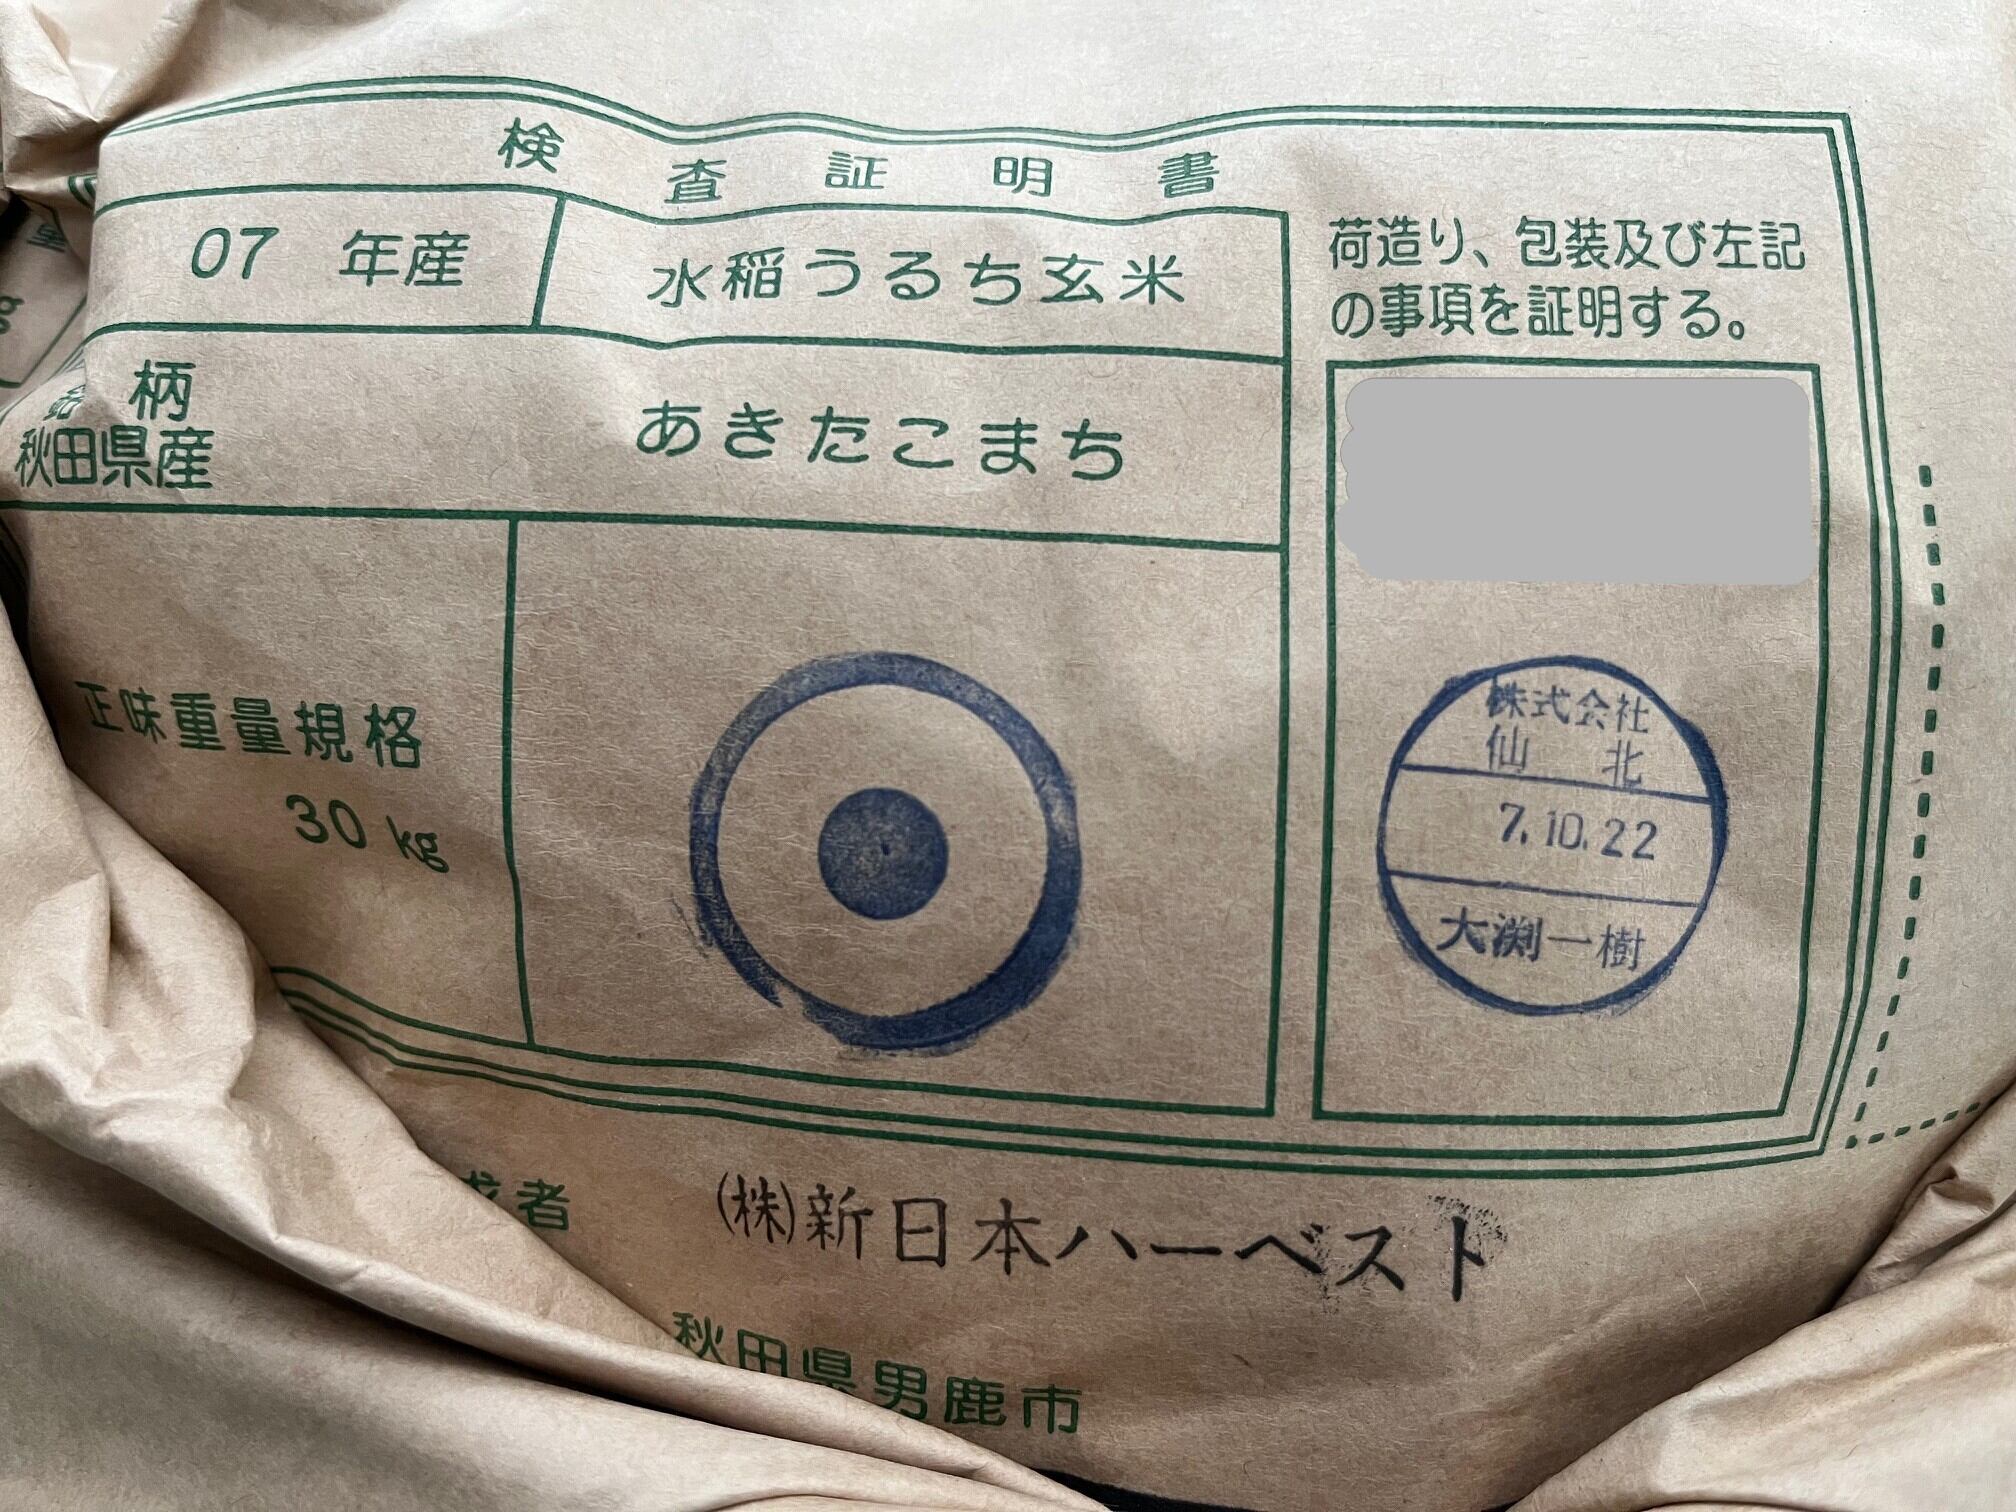 検査証明書
07 年産
水稲うるち玄米
荷造り、包装及び左記
の事項を証明する。
銘柄
秋田県産
あきたこまち
正味重量規格
30 kg
株式会社
仙北
7.10.22
大渕一樹
求者
(株)新日本ハーベスト
秋田県男鹿市